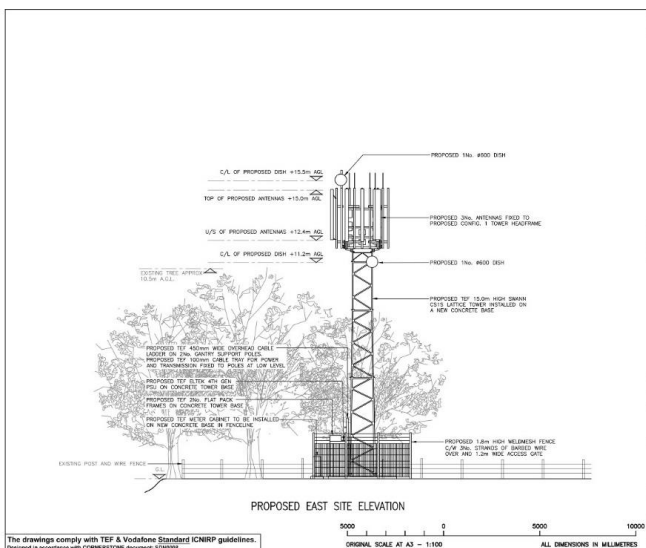 PROPOSED 1No. ø600 DISH
C/L OF PROPOSED DISH +15.5m AGL
TOP OF PROPOSED ANTENNAS +15.0m AGL
PROPOSED 3No. ANTENNAS FIXED TO
PROPOSED CONFIG. 1 TOWER HEADFRAME
U/S OF PROPOSED ANTENNAS +12.4m AGL
C/L OF PROPOSED DISH +11.2m AGL
PROPOSED 1No. ø600 DISH
EXISTING TREE APPROX
10.5m A.G.L.
PROPOSED TEF 15.0m HIGH SWANN
CS1S LATTICE TOWER INSTALLED ON
A NEW CONCRETE BASE
PROPOSED TEF 450mm WIDE OVERHEAD CABLE
LADDER ON 2No. GANTRY SUPPORT POLES.
PROPOSED TEF 100mm CABLE TRAY FOR POWER
AND TRANSMISSION FIXED TO POLES AT LOW LEVEL
PROPOSED TEF ELTEK 4TH GEN
PSU ON CONCRETE TOWER BASE
PROPOSED TEF 2No. FLAT PACK
FRAMES ON CONCRETE TOWER BASE
PROPOSED TEF METER CABINET TO BE INSTALLED
ON NEW CONCRETE BASE IN FENCELINE
PROPOSED 1.8m HIGH WELDMESH FENCE
C/W 3No. STRANDS OF BARBED WIRE
OVER AND 1.2m WIDE ACCESS GATE
EXISTING POST AND WIRE FENCE
G.L.
PROPOSED EAST SITE ELEVATION
5000 0 5000 10000
ORIGINAL SCALE AT A3 - 1:100 ALL DIMENSIONS IN MILLIMETRES
The drawings comply with TEF & Vodafone Standard ICNIRP guidelines.
Designed in accordance with CORNERSTONE document: